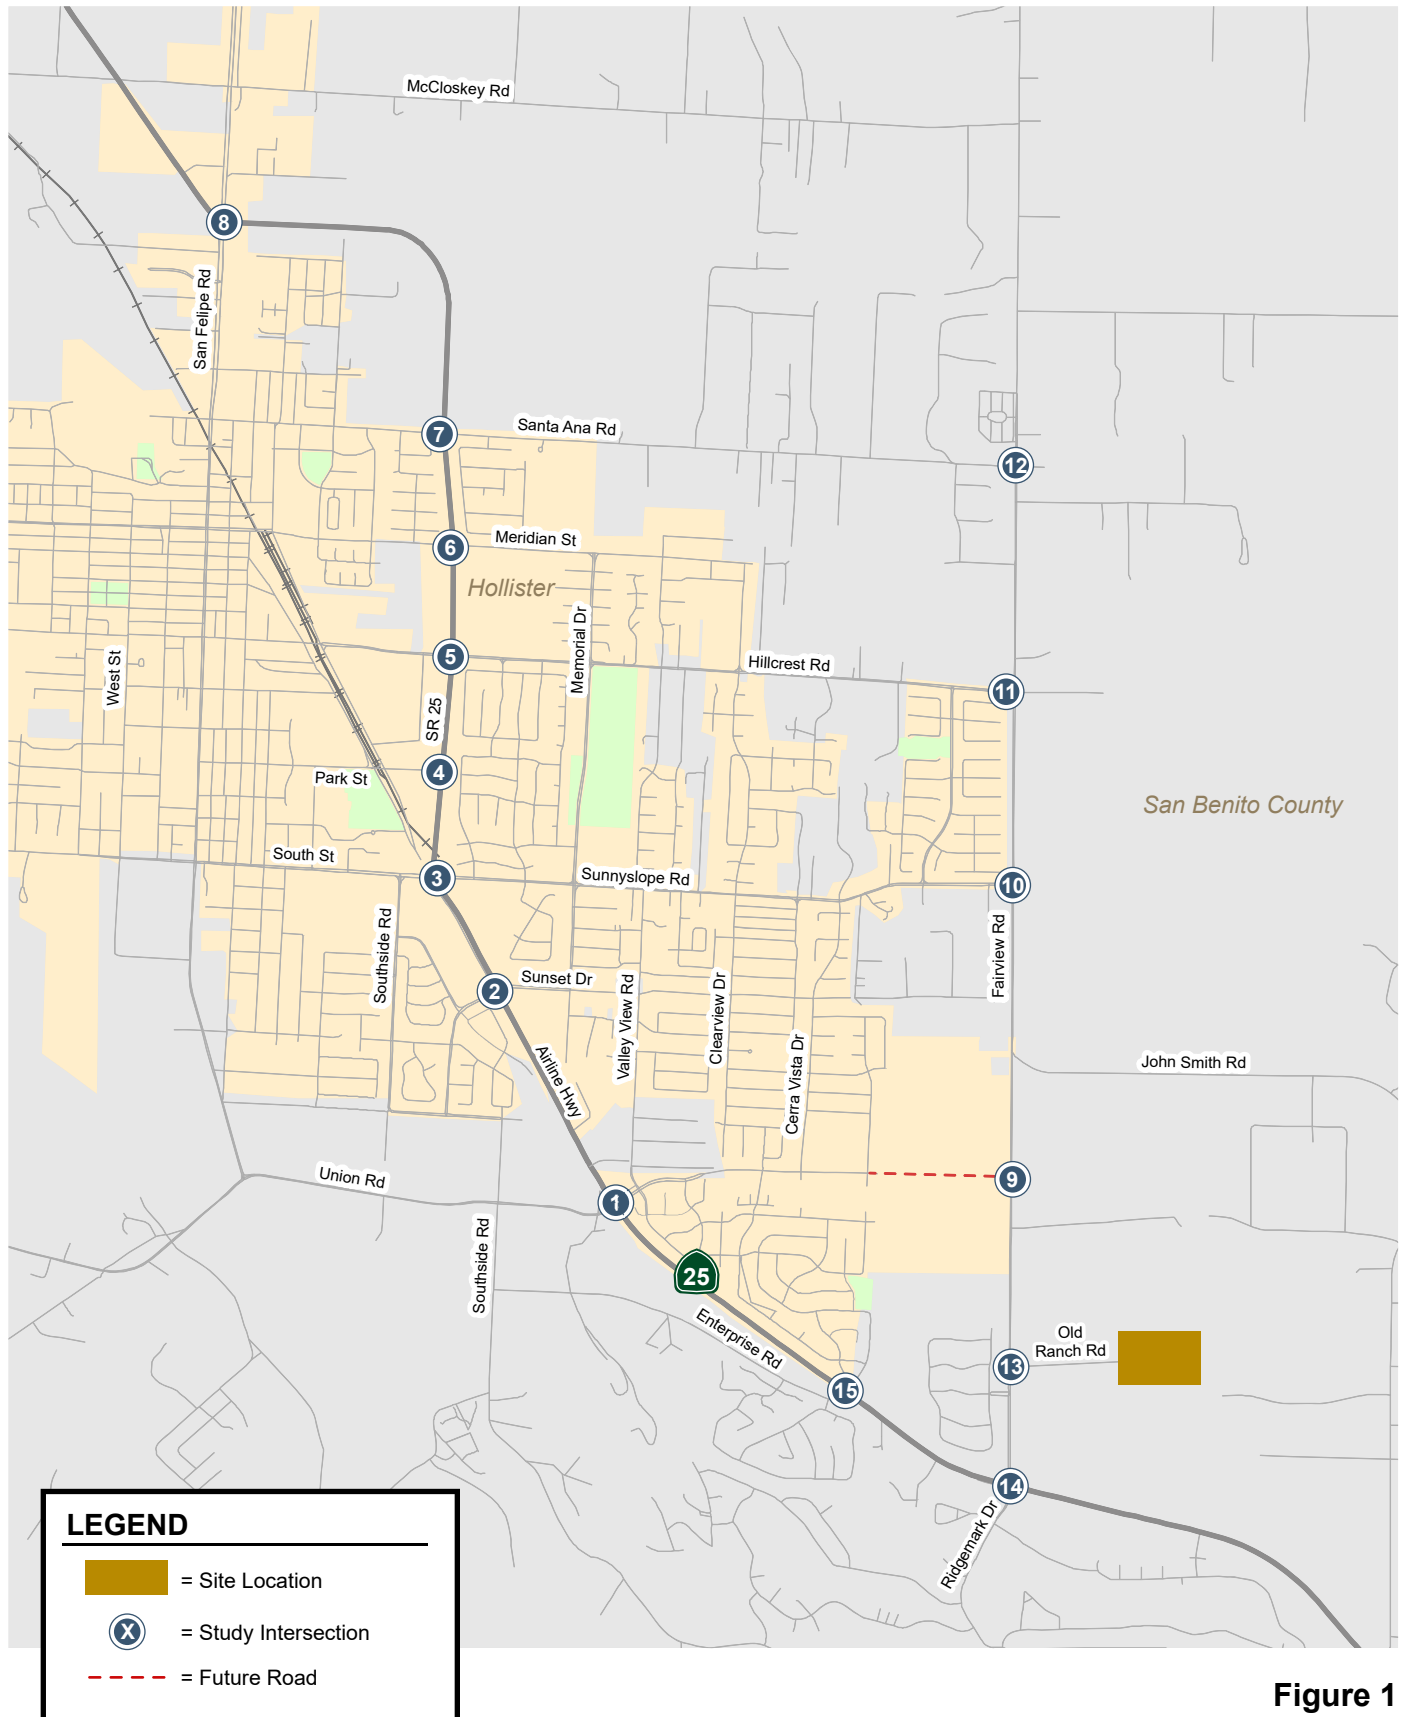 McCloskey Rd
8
San Felipe Rd
7
Santa Ana Rd
12
6
Meridian St
Hollister
Memorial Dr
West St
5
Hillcrest Rd
11
SR 25
4
Park St
San Benito County
South St
3
Sunnyslope Rd
10
Southside Rd
Fairview Rd
2
Sunset Dr
Valley View Rd
Clearview Dr
Cerra Vista Dr
Airline Hwy
John Smith Rd
Union Rd
1
9
Southside Rd
25
Enterprise Rd
Old
Ranch Rd
13
15
14
Ridgemark Dr
LEGEND
= Site Location
X
= Study Intersection
= Future Road
Figure 1